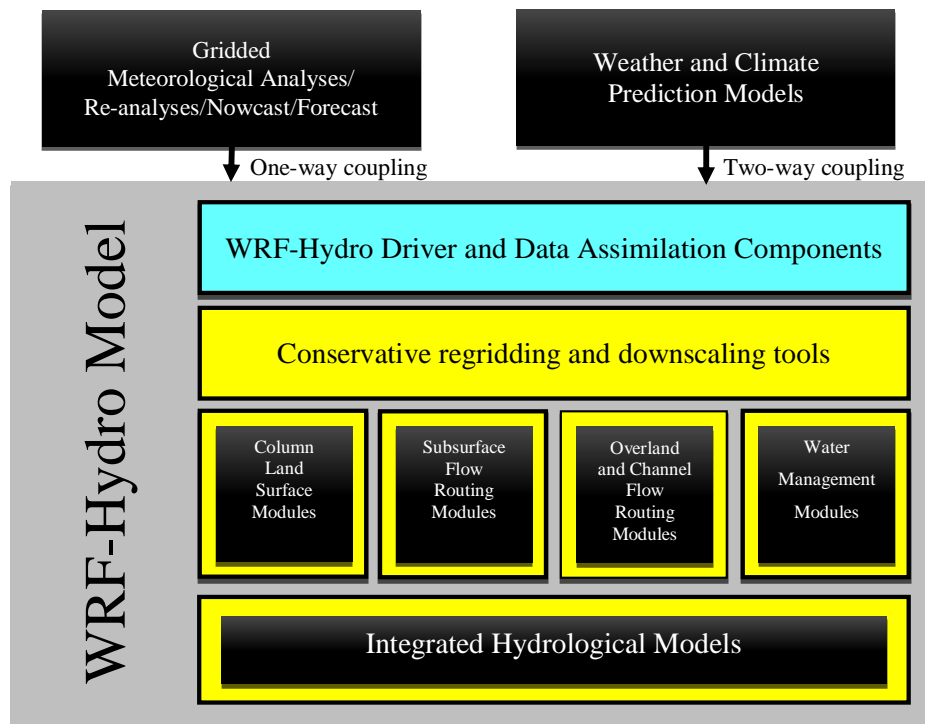 Gridded
Meteorological Analyses/
Re-analyses/Nowcast/Forecast
Weather and Climate
Prediction Models
One-way coupling
Two-way coupling
WRF-Hydro Model
WRF-Hydro Driver and Data Assimilation Components
Conservative regridding and downscaling tools
Column
Land
Surface
Modules
Subsurface
Flow
Routing
Modules
Overland
and Channel
Flow
Routing
Modules
Water
Management
Modules
Integrated Hydrological Models